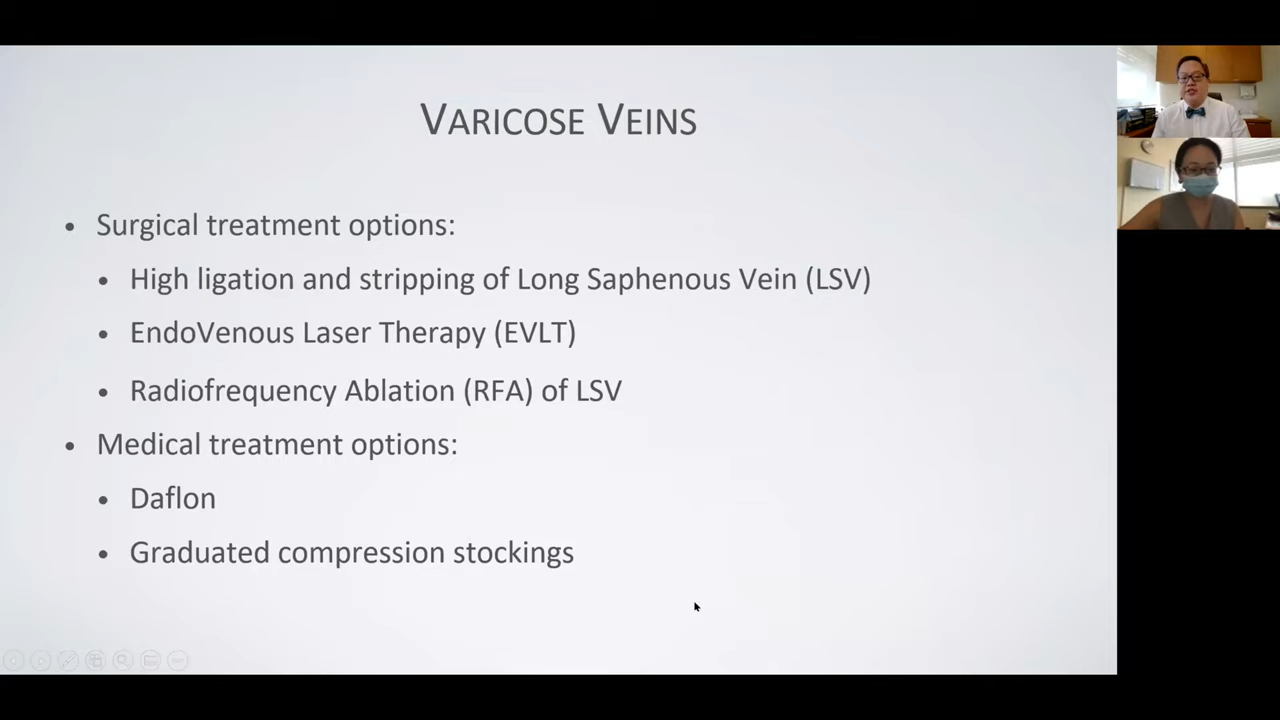 VARICOSE VEINS
• Surgical treatment options:
• High ligation and stripping of Long Saphenous Vein (LSV)
• EndoVenous Laser Therapy (EVLT)
• Radiofrequency Ablation (RFA) of LSV
• Medical treatment options:
• Daflon
• Graduated compression stockings